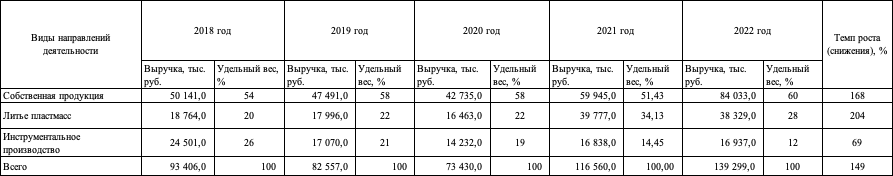 Виды направлений деятельности | 2018 год | 2019 год | 2020 год | 2021 год | 2022 год | Темп роста (снижения), %
Выручка, тыс. руб. | Удельный вес, % | Выручка, тыс. руб. | Удельный вес, % | Выручка, тыс. руб. | Удельный вес, % | Выручка, тыс. руб. | Удельный вес, % | Выручка, тыс. руб. | Удельный вес, %
Собственная продукция | 50 141,0 | 54 | 47 491,0 | 58 | 42 735,0 | 58 | 59 945,0 | 51,43 | 84 033,0 | 60 | 168
Литье пластмасс | 18 764,0 | 20 | 17 996,0 | 22 | 16 463,0 | 22 | 39 777,0 | 34,13 | 38 329,0 | 28 | 204
Инструментальное производство | 24 501,0 | 26 | 17 070,0 | 21 | 14 232,0 | 19 | 16 838,0 | 14,45 | 16 937,0 | 12 | 69
Всего | 93 406,0 | 100 | 82 557,0 | 100 | 73 430,0 | 100 | 116 560,0 | 100,00 | 139 299,0 | 100 | 149